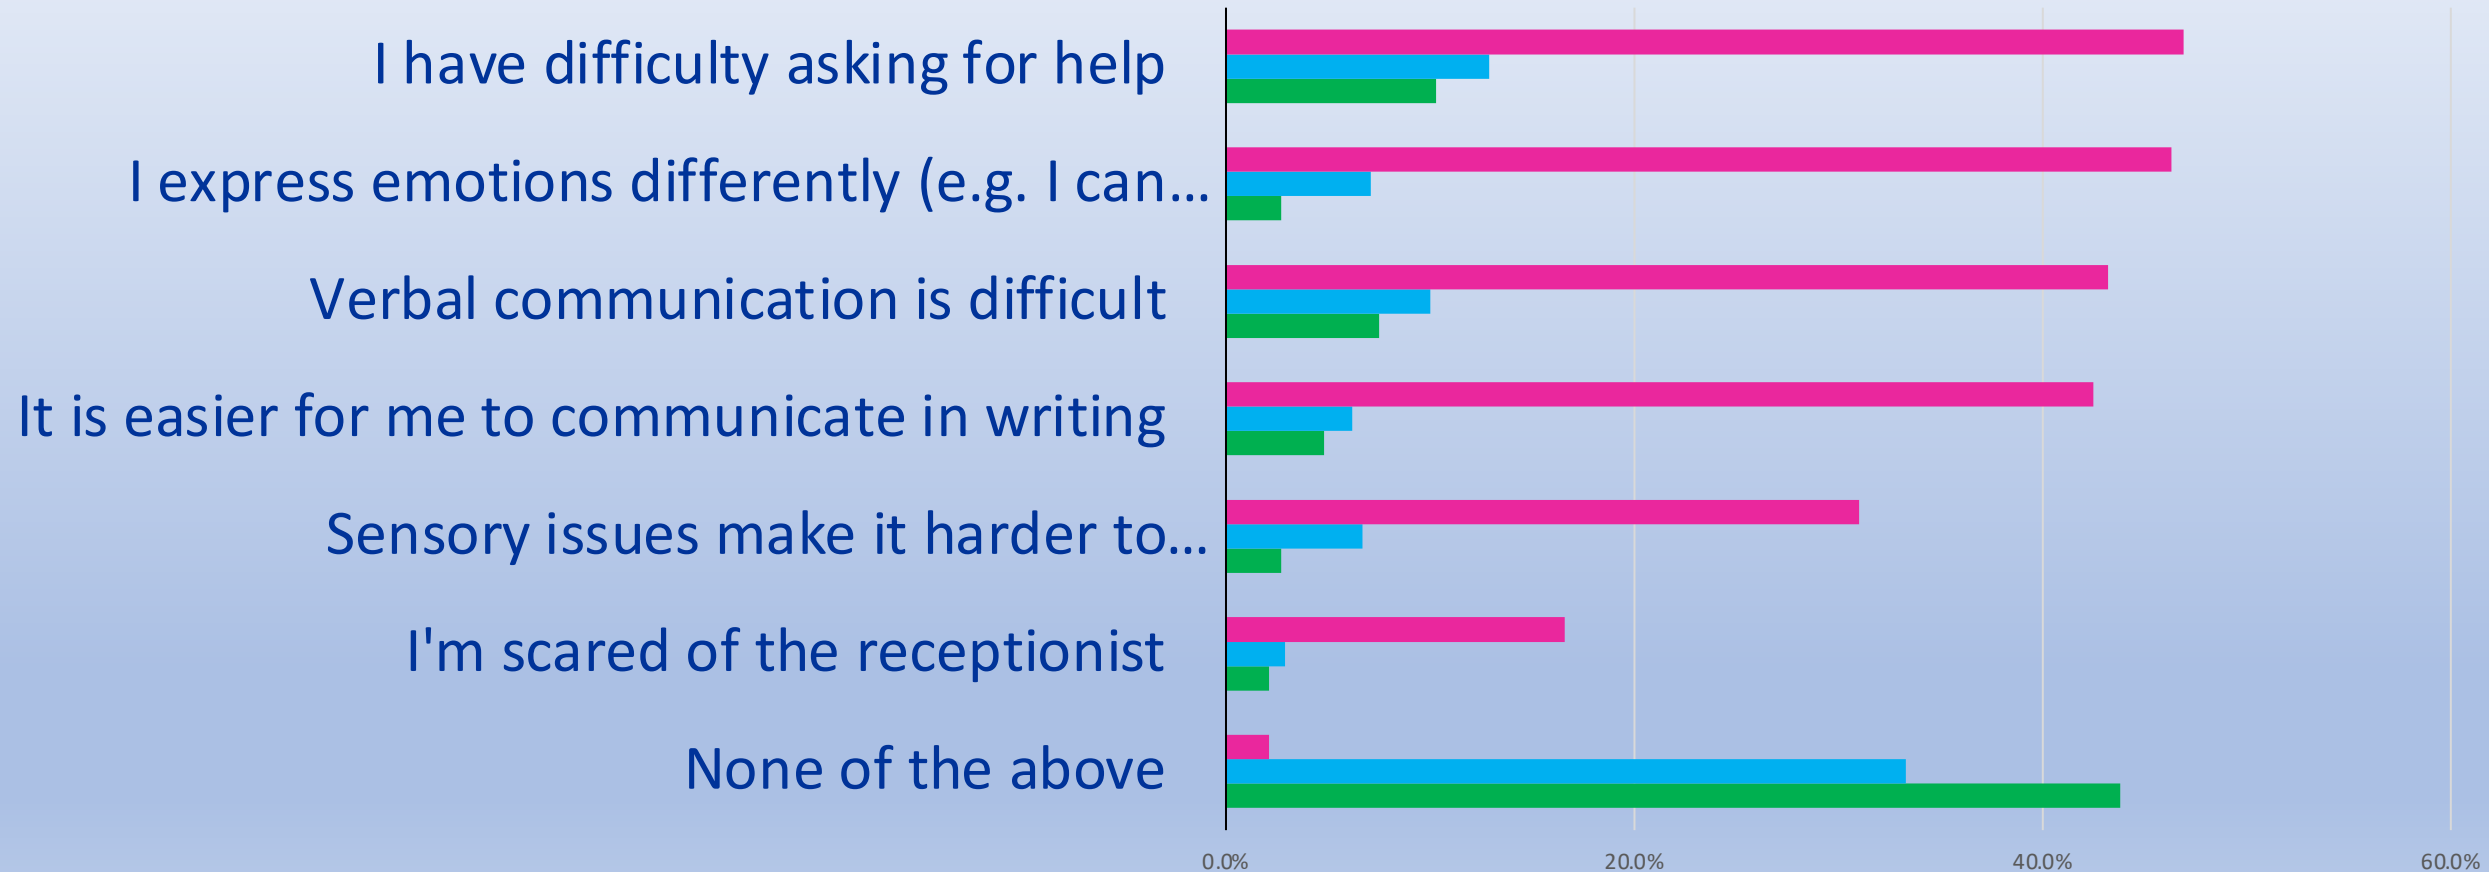 I have difficulty asking for help
I express emotions differently (e.g. I can...
Verbal communication is difficult
It is easier for me to communicate in writing
Sensory issues make it harder to...
I'm scared of the receptionist
None of the above
0.0% 20.0% 40.0% 60.0%